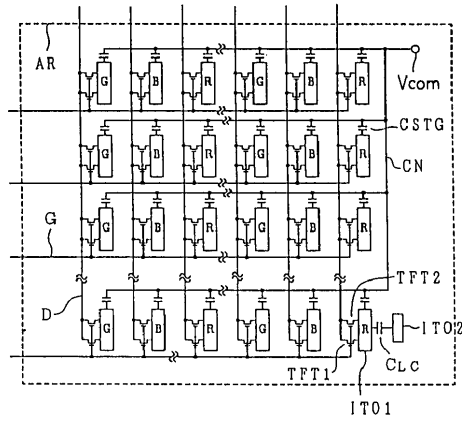 AR
Vcom
G B R G B R
CSTG
G B R G B R
CN
G
G B R G B R
D
TFT2
G B R G B R
ITO2
TFT1
CLC
ITO1